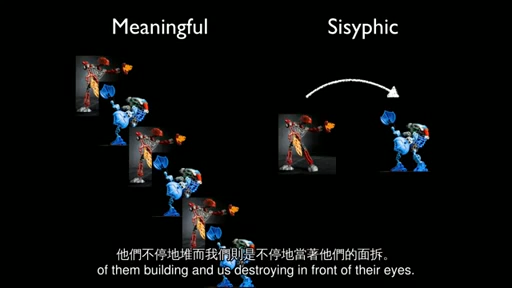 Meaningful
Sisyphic
他們不停地堆而我們則是不停地當著他們的面拆。
of them building and us destroying in front of their eyes.